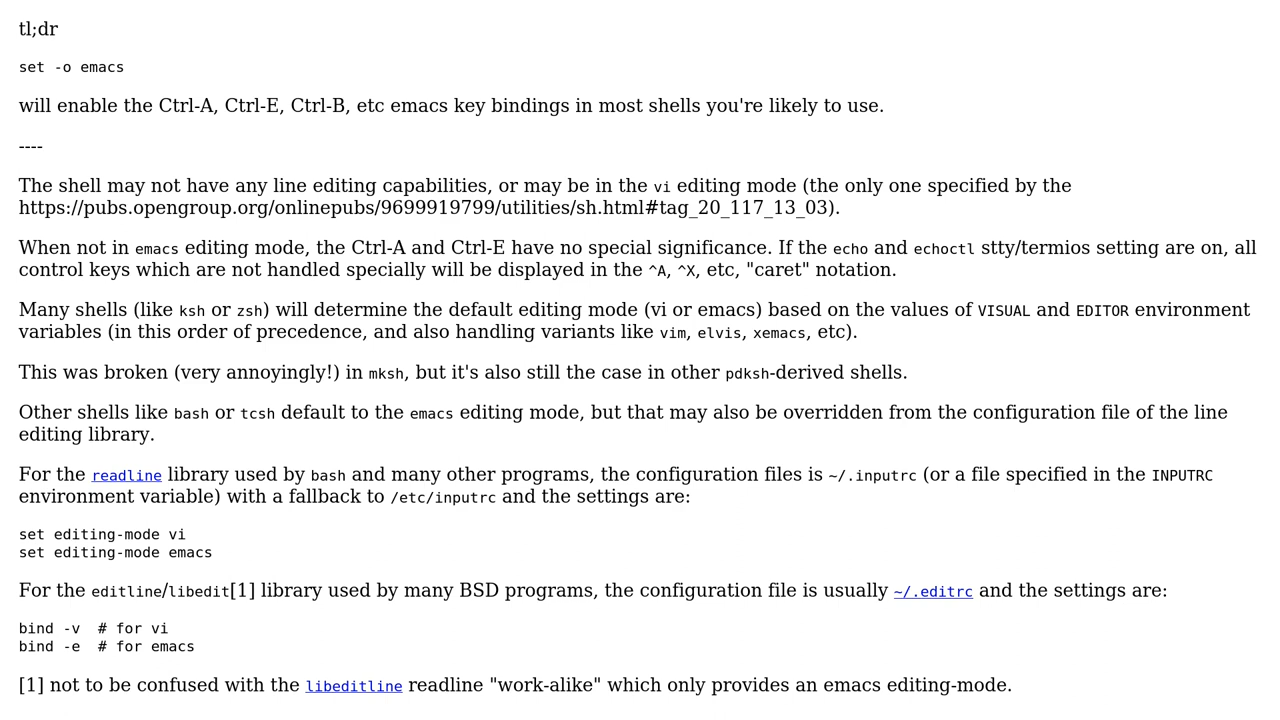 tl;dr
set -o emacs
will enable the Ctrl-A, Ctrl-E, Ctrl-B, etc emacs key bindings in most shells you're likely to use.
----
The shell may not have any line editing capabilities, or may be in the vi editing mode (the only one specified by the
https://pubs.opengroup.org/onlinepubs/9699919799/utilities/sh.html#tag_20_117_13_03).
When not in emacs editing mode, the Ctrl-A and Ctrl-E have no special significance. If the echo and echoctl stty/termios setting are on, all
control keys which are not handled specially will be displayed in the ^A, ^X, etc, "caret" notation.
Many shells (like ksh or zsh) will determine the default editing mode (vi or emacs) based on the values of VISUAL and EDITOR environment
variables (in this order of precedence, and also handling variants like vim, elvis, xemacs, etc).
This was broken (very annoyingly!) in mksh, but it's also still the case in other pdksh-derived shells.
Other shells like bash or tcsh default to the emacs editing mode, but that may also be overridden from the configuration file of the line
editing library.
For the readline library used by bash and many other programs, the configuration files is ~/.inputrc (or a file specified in the INPUTRC
environment variable) with a fallback to /etc/inputrc and the settings are:
set editing-mode vi
set editing-mode emacs
For the editline/libedit[1] library used by many BSD programs, the configuration file is usually ~/.editrc and the settings are:
bind -v  # for vi
bind -e  # for emacs
[1] not to be confused with the libeditline readline "work-alike" which only provides an emacs editing-mode.